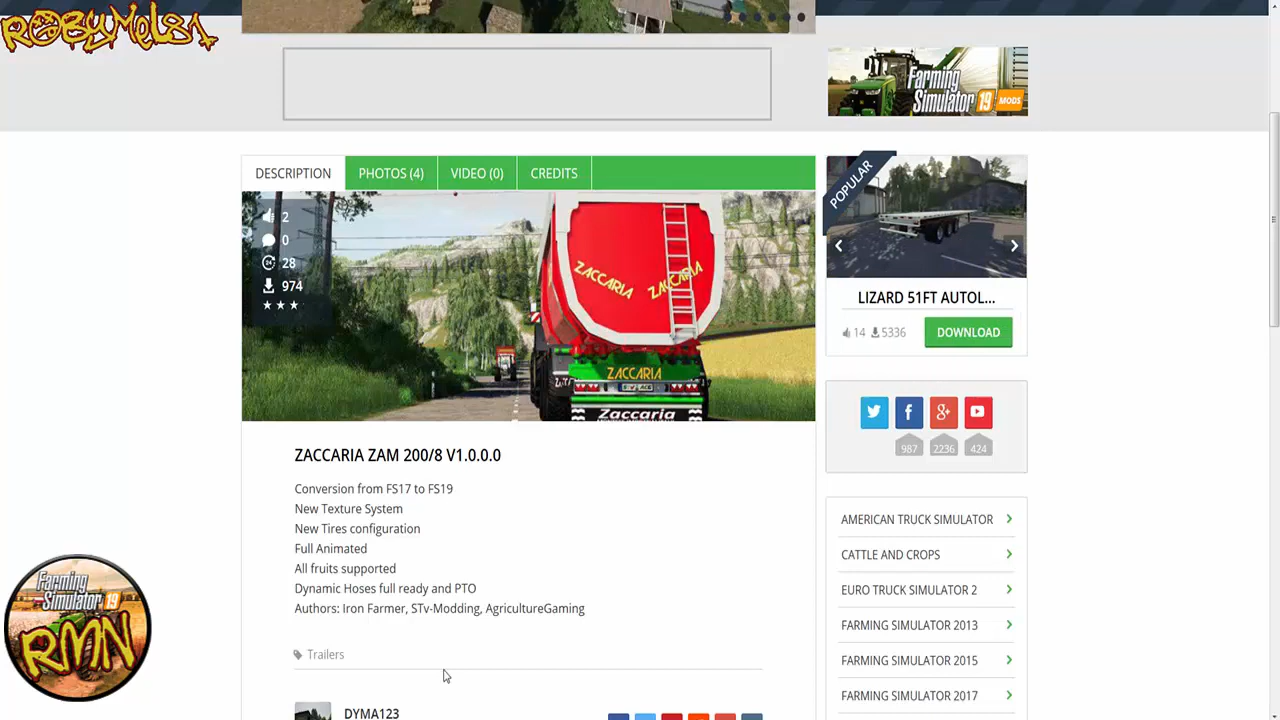 RobyMel81
Farming
Simulator 19 MODS
DESCRIPTION
PHOTOS (4)
VIDEO (0)
CREDITS
2
0
28
974
ZACCARIA ZACCARIA
ZACCARIA
Zaccaria
POPULAR
LIZARD 51FT AUTOL...
14 5336
DOWNLOAD
987 2236 424
ZACCARIA ZAM 200/8 V1.0.0.0
Conversion from FS17 to FS19
New Texture System
New Tires configuration
Full Animated
All fruits supported
Dynamic Hoses full ready and PTO
Authors: Iron Farmer, STv-Modding, AgricultureGaming
Trailers
DYMA123
AMERICAN TRUCK SIMULATOR
CATTLE AND CROPS
EURO TRUCK SIMULATOR 2
FARMING SIMULATOR 2013
FARMING SIMULATOR 2015
FARMING SIMULATOR 2017
Farming
Simulator 19
RMN